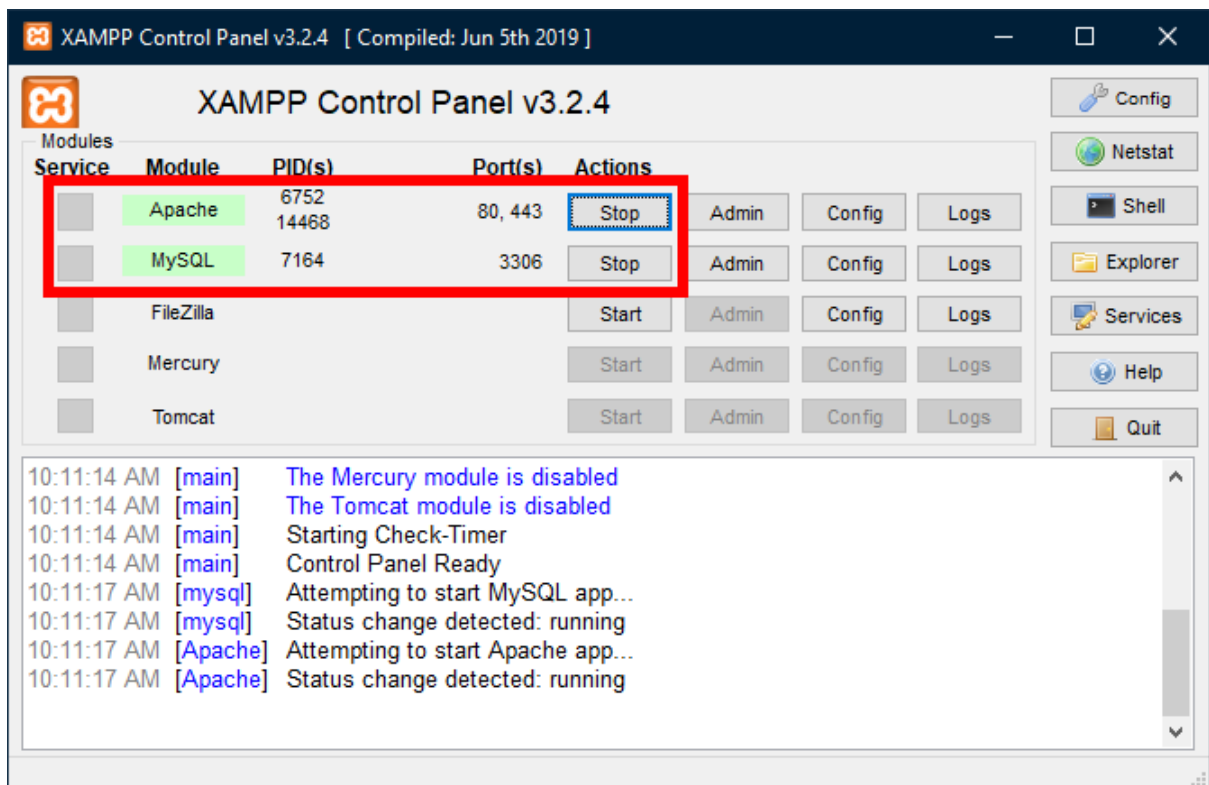 XAMPP Control Panel v3.2.4 [ Compiled: Jun 5th 2019 ]
XAMPP Control Panel v3.2.4
Config
Modules
Netstat
Service Module PID(s) Port(s) Actions
Apache 6752 14468 80, 443 Stop Admin Config Logs
Shell
MySQL 7164 3306 Stop Admin Config Logs
Explorer
FileZilla Start Admin Config Logs
Services
Mercury Start Admin Config Logs
Help
Tomcat Start Admin Config Logs
Quit
10:11:14 AM [main] The Mercury module is disabled
10:11:14 AM [main] The Tomcat module is disabled
10:11:14 AM [main] Starting Check-Timer
10:11:14 AM [main] Control Panel Ready
10:11:17 AM [mysql] Attempting to start MySQL app...
10:11:17 AM [mysql] Status change detected: running
10:11:17 AM [Apache] Attempting to start Apache app...
10:11:17 AM [Apache] Status change detected: running